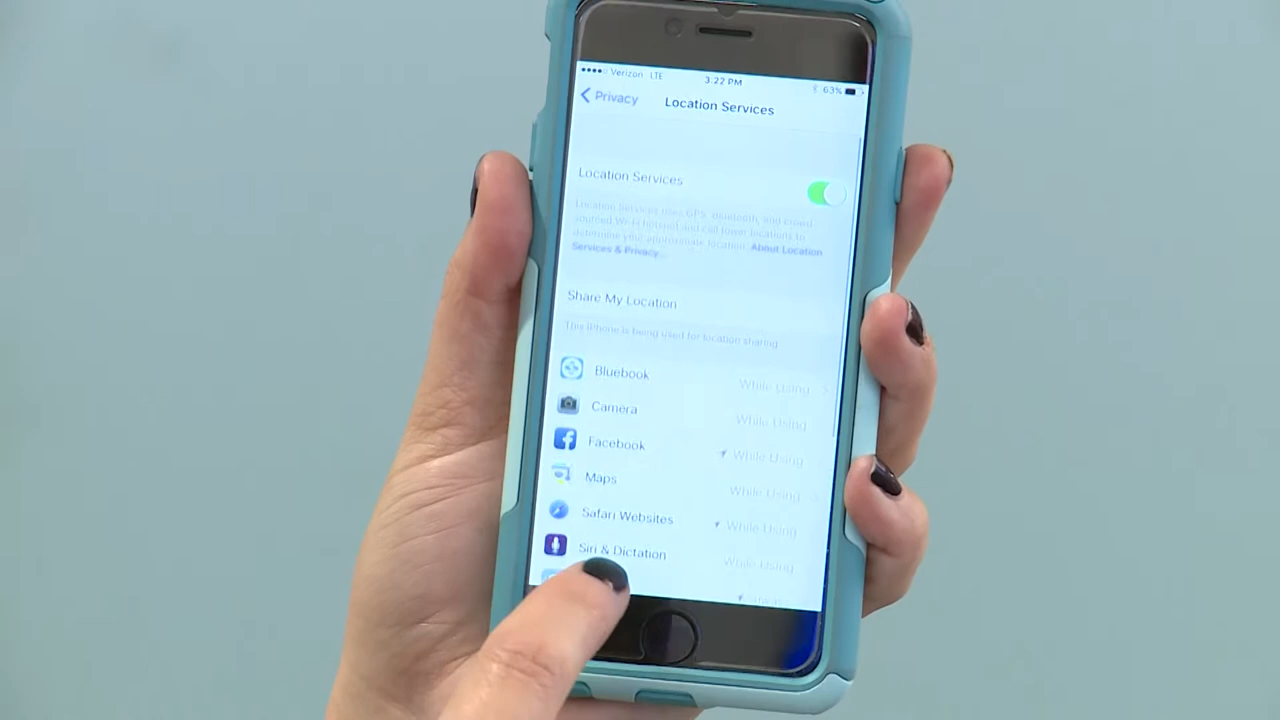 Verizon LTE 3:22 PM 63%
Privacy Location Services
Location Services
Location Services uses GPS, Bluetooth, and crowd-
sourced Wi-Fi hotspot and cell tower locations to
determine your approximate location. About Location
Services & Privacy...
Share My Location
This iPhone is being used for location sharing.
Bluebook While Using
Camera While Using
Facebook While Using
Maps While Using
Safari Websites While Using
Siri & Dictation While Using